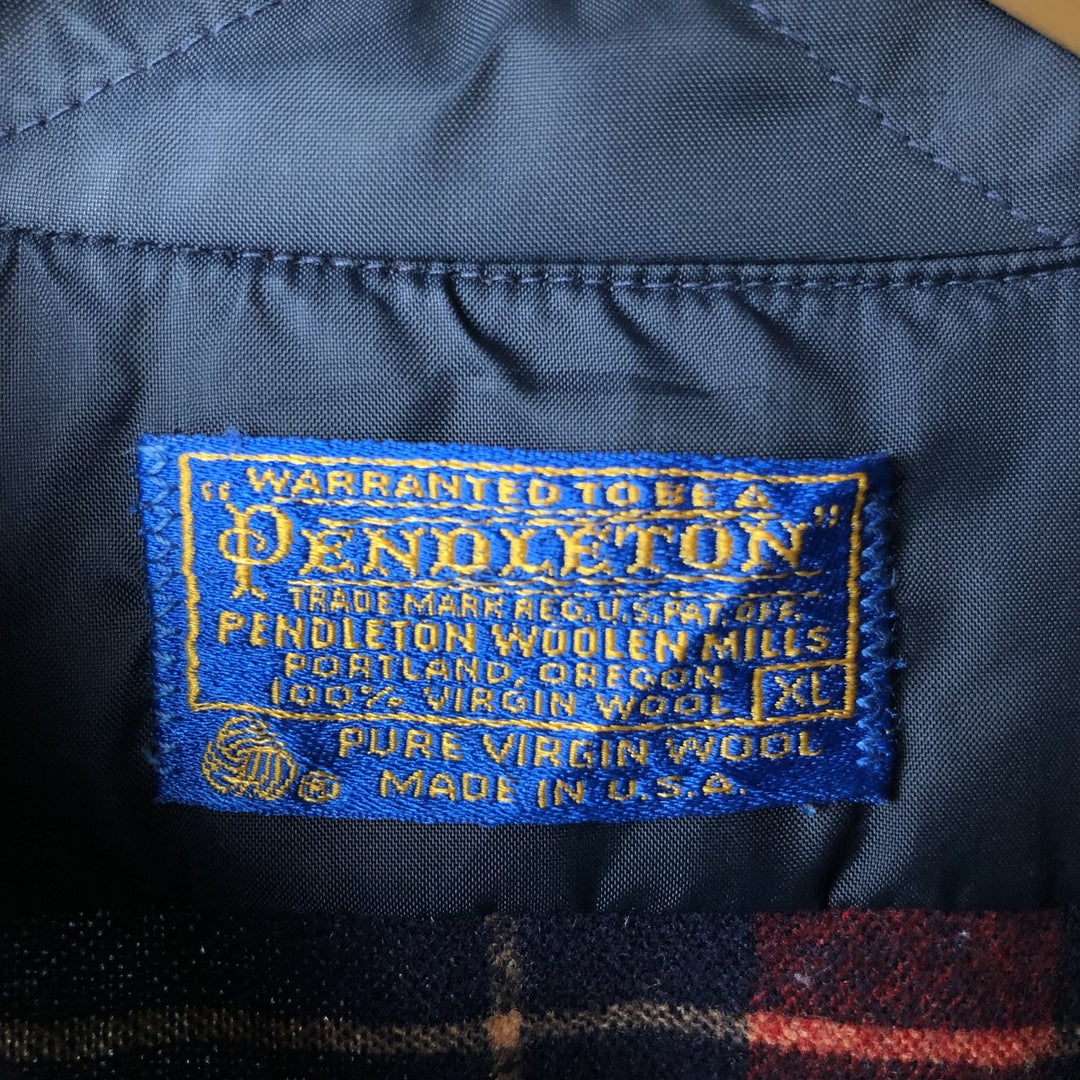 WARRANTED TO BE A
"PENDLETON"
TRADE MARK REG. U.S. PAT. OFF.
PENDLETON WOOLEN MILLS
PORTLAND, OREGON
100% VIRGIN WOOL XL
PURE VIRGIN WOOL
® MADE IN U.S.A.